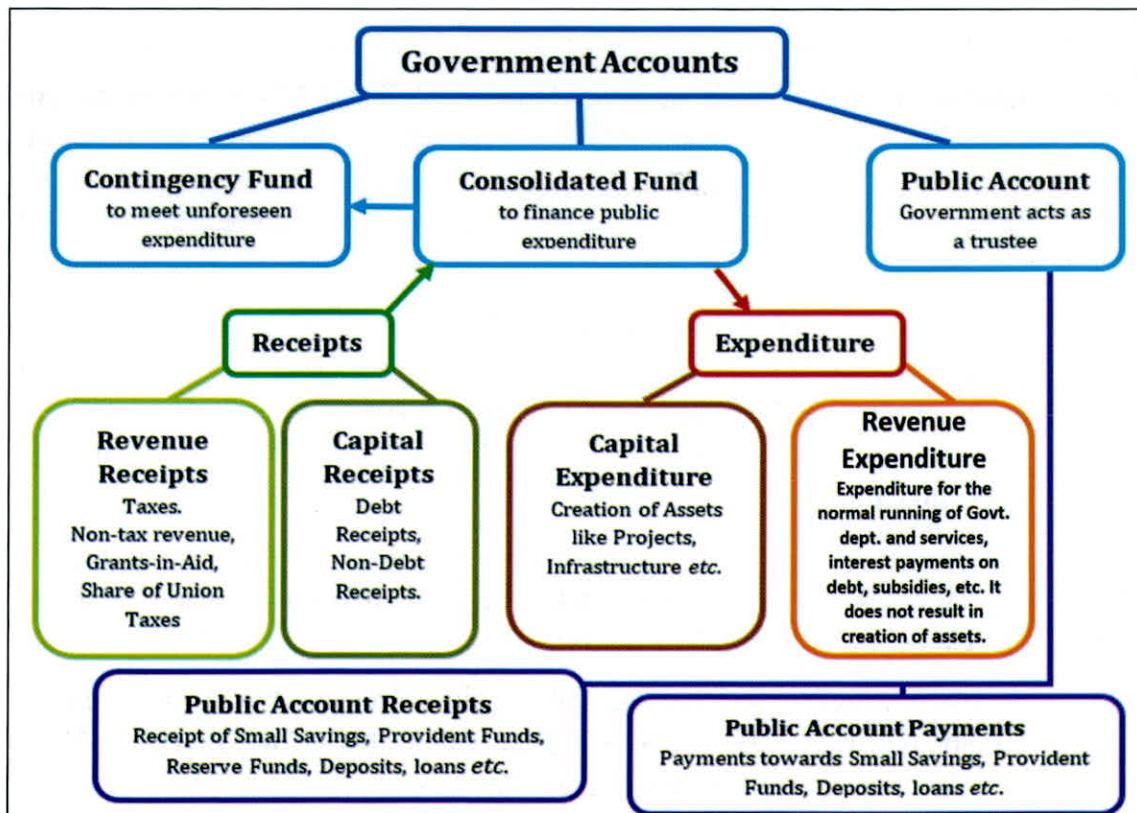 Government Accounts
Contingency Fund
to meet unforeseen
expenditure
Consolidated Fund
to finance public
expenditure
Public Account
Government acts as
a trustee
Receipts
Expenditure
Revenue
Receipts
Taxes.
Non-tax revenue,
Grants-in-Aid,
Share of Union
Taxes
Capital
Receipts
Debt
Receipts,
Non-Debt
Receipts.
Capital
Expenditure
Creation of Assets
like Projects,
Infrastructure etc.
Revenue
Expenditure
Expenditure for the
normal running of Govt.
dept. and services,
interest payments on
debt, subsidies, etc. It
does not result in
creation of assets.
Public Account Receipts
Receipt of Small Savings, Provident Funds,
Reserve Funds, Deposits, loans etc.
Public Account Payments
Payments towards Small Savings, Provident
Funds, Deposits, loans etc.